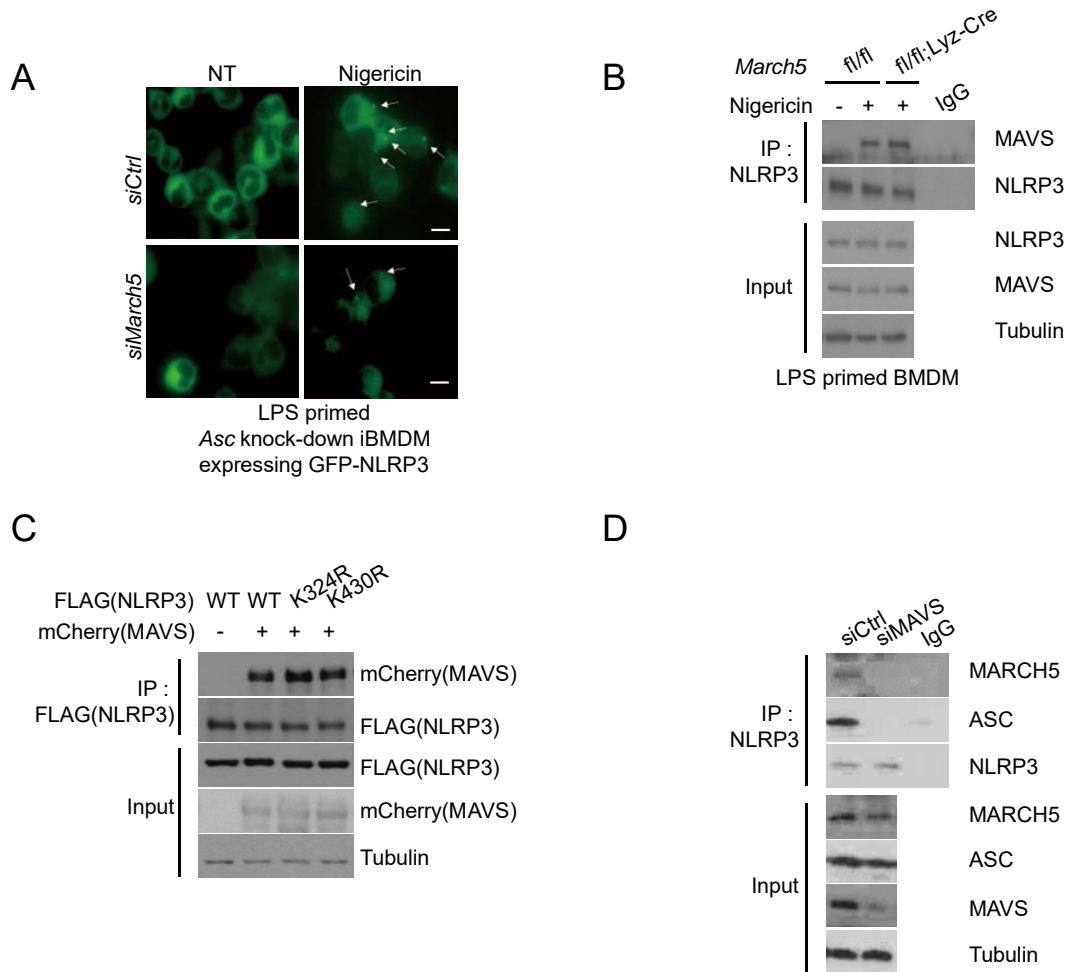 A
NT
Nigericin
siCtrl
siMarch5
LPS primed
Asc knock-down iBMDM
expressing GFP-NLRP3
B
March5
fl/fl
fl/fl;Lyz-Cre
Nigericin - + + IgG
IP :
NLRP3
MAVS
NLRP3
Input
NLRP3
MAVS
Tubulin
LPS primed BMDM
C
FLAG(NLRP3) WT WT K324R K430R
mCherry(MAVS) - + + +
IP :
FLAG(NLRP3)
mCherry(MAVS)
FLAG(NLRP3)
Input
FLAG(NLRP3)
mCherry(MAVS)
Tubulin
D
siCtrl siMAVS IgG
IP :
NLRP3
MARCH5
ASC
NLRP3
Input
MARCH5
ASC
MAVS
Tubulin